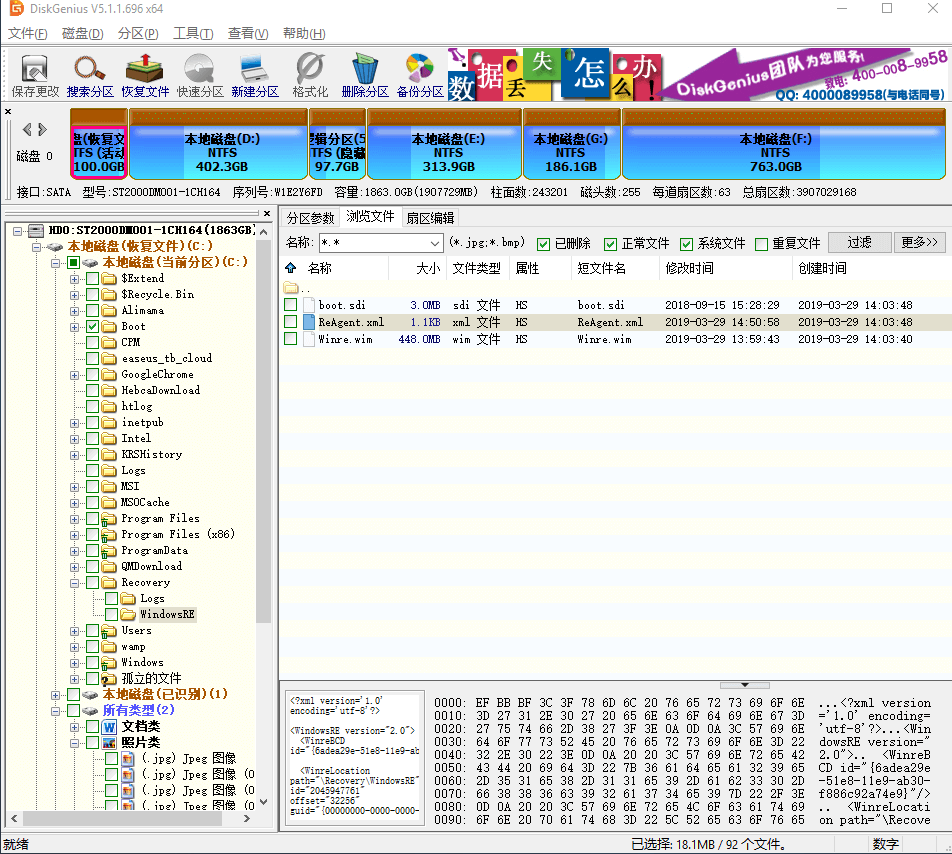 DiskGenius V5.1.1.696 x64
文件(F) 磁盘(D) 分区(P) 工具(T) 查看(V) 帮助(H)
保存更改 搜索分区 恢复文件 快速分区 新建分区 格式化 删除分区 备份分区
数据丢失怎么办!
DiskGenius团队为您服务!
致电: 400-008-9958
QQ: 4000089958(与电话同号)
磁盘 0
盘(恢复文
TFS (活动
100.0GB
本地磁盘(D:)
NTFS
402.3GB
逻辑分区(5
TFS (隐藏
97.7GB
本地磁盘(E:)
NTFS
313.9GB
本地磁盘(G:)
NTFS
186.1GB
本地磁盘(F:)
NTFS
763.0GB
接口:SATA 型号:ST2000DM001-1CH164 序列号:W1E2Y6FD 容量:1863.0GB(1907729MB) 柱面数:243201 磁头数:255 每道扇区数:63 总扇区数:3907029168
HD0:ST2000DM001-1CH164(1863GB)
本地磁盘(恢复文件)(C:)
本地磁盘(当前分区)(C:)
$Extend
$Recycle.Bin
Alimama
Boot
CPM
easeus_tb_cloud
GoogleChrome
HebcaDownload
htlog
inetpub
Intel
KRSHistory
Logs
MSI
MSOCache
Program Files
Program Files (x86)
ProgramData
QMDownload
Recovery
Logs
WindowsRE
Users
wamp
Windows
孤立的文件
本地磁盘(已识别)(1)
所有类型(2)
文档类
照片类
(.jpg) Jpeg 图像
(.jpg) Jpeg 图像 (0
(.jpg) Jpeg 图像 (0
(.jpg) Jpeg 图像 (0
分区参数 浏览文件 扇区编辑
名称: *.* (*.jpg;*.bmp) 已删除 正常文件 系统文件 重复文件 过滤 更多>>
名称 大小 文件类型 属性 短文件名 修改时间 创建时间
..
boot.sdi 3.0MB sdi 文件 HS boot.sdi 2018-09-15 15:28:29 2019-03-29 14:03:48
ReAgent.xml 1.1KB xml 文件 HS ReAgent.xml 2019-03-29 14:50:58 2019-03-29 14:03:48
Winre.wim 448.0MB wim 文件 HS Winre.wim 2019-03-29 13:59:43 2019-03-29 14:03:40
<?xml version='1.0'
encoding='utf-8'?>
<WindowsRE version="2.0">
<WinreBCD
id="{6adea29e-51e8-11e9-ab
<WinreLocation
path="\Recovery\WindowsRE"
id="2045947761"
offset="32256"
guid="{00000000-0000-0000-
0000: EF BB BF 3C 3F 78 6D 6C 20 76 65 72 73 69 6F 6E ...<?xml version
0010: 3D 27 31 2E 30 27 20 65 6E 63 6F 64 69 6E 67 3D ='1.0' encoding=
0020: 27 75 74 66 2D 38 27 3F 3E 0A 0D 0A 3C 57 69 6E 'utf-8'?>...<Win
0030: 64 6F 77 73 52 45 20 76 65 72 73 69 6F 6E 3D 22 dowsRE version="
0040: 32 2E 30 22 3E 0D 0A 20 20 3C 57 69 6E 72 65 42 2.0">.. <WinreB
0050: 43 44 20 69 64 3D 22 7B 36 61 64 65 61 32 39 65 CD id="{6adea29e
0060: 2D 35 31 65 38 2D 31 31 65 39 2D 61 62 33 30 2D -51e8-11e9-ab30-
0070: 66 38 38 36 63 39 32 61 37 34 65 39 7D 22 2F 3E f886c92a74e9}"/>
0080: 0D 0A 20 20 3C 57 69 6E 72 65 4C 6F 63 61 74 69 .. <WinreLocati
0090: 6F 6E 20 70 61 74 68 3D 22 5C 52 65 63 6F 76 65 on path="\Recove
就绪 已选择: 18.1MB / 92 个文件。 数字